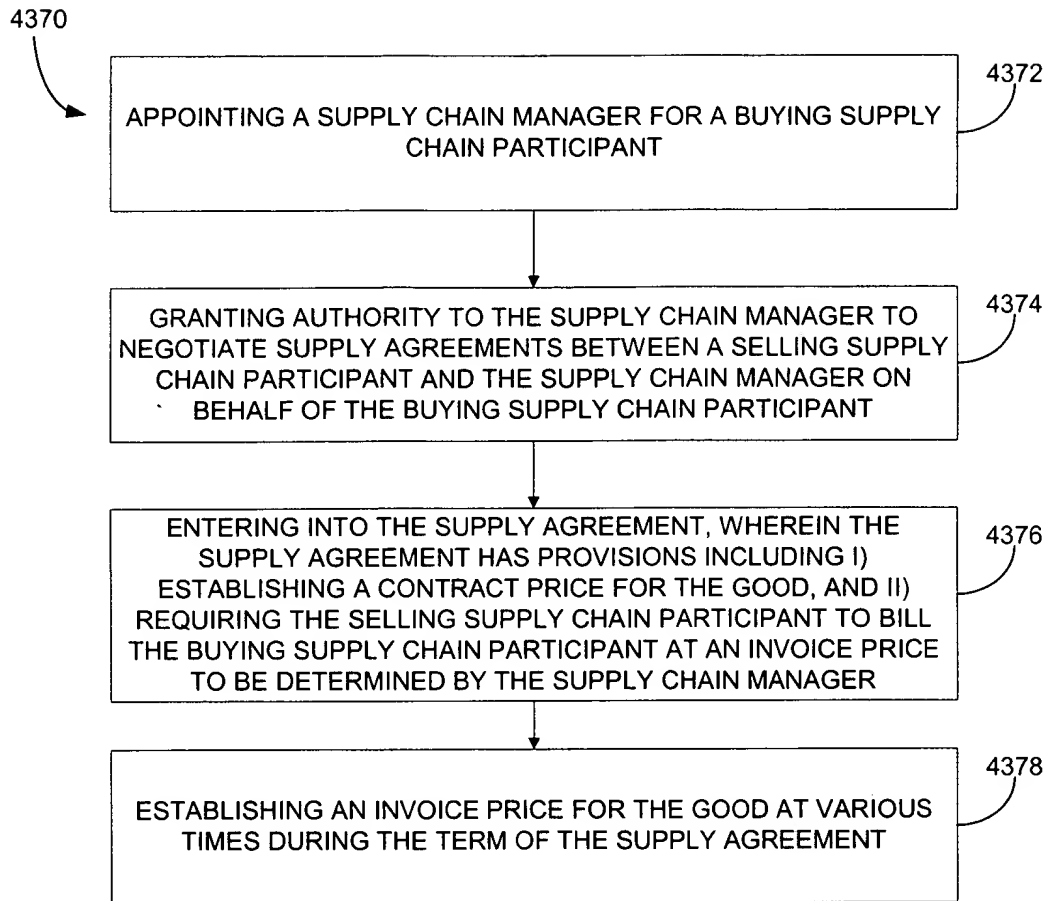 4370
4372
APPOINTING A SUPPLY CHAIN MANAGER FOR A BUYING SUPPLY
CHAIN PARTICIPANT
4374
GRANTING AUTHORITY TO THE SUPPLY CHAIN MANAGER TO
NEGOTIATE SUPPLY AGREEMENTS BETWEEN A SELLING SUPPLY
CHAIN PARTICIPANT AND THE SUPPLY CHAIN MANAGER ON
BEHALF OF THE BUYING SUPPLY CHAIN PARTICIPANT
4376
ENTERING INTO THE SUPPLY AGREEMENT, WHEREIN THE
SUPPLY AGREEMENT HAS PROVISIONS INCLUDING I)
ESTABLISHING A CONTRACT PRICE FOR THE GOOD, AND II)
REQUIRING THE SELLING SUPPLY CHAIN PARTICIPANT TO BILL
THE BUYING SUPPLY CHAIN PARTICIPANT AT AN INVOICE PRICE
TO BE DETERMINED BY THE SUPPLY CHAIN MANAGER
4378
ESTABLISHING AN INVOICE PRICE FOR THE GOOD AT VARIOUS
TIMES DURING THE TERM OF THE SUPPLY AGREEMENT